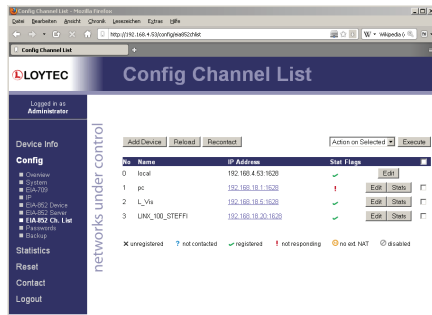 Config Channel List - Mozilla Firefox
Datei Bearbeiten Ansicht Chronik Lesezeichen Extras Hilfe
http://192.168.4.53/config/eia852chlist
W Wikipedia (
Config Channel List
LOYTEC
Config Channel List
Logged in as
Administrator
Device Info
Config
Overview
System
EIA-709
IP
EIA-852 Device
EIA-852 Server
EIA-852 Ch. List
Passwords
Backup
Statistics
Reset
Contact
Logout
networks under control
Add Device Reload Recontact Action on Selected Execute
No Name IP Address Stat Flags
0 local 192.168.4.53:1628 Edit
1 pc 192.168.18.1:1628 ! Edit Stats
2 L_Vis 192.168.18.5:1628 Edit Stats
3 LINX_100_STEFFI 192.168.18.20:1628 Edit Stats
unregistered ? not contacted registered ! not responding no ext. NAT disabled